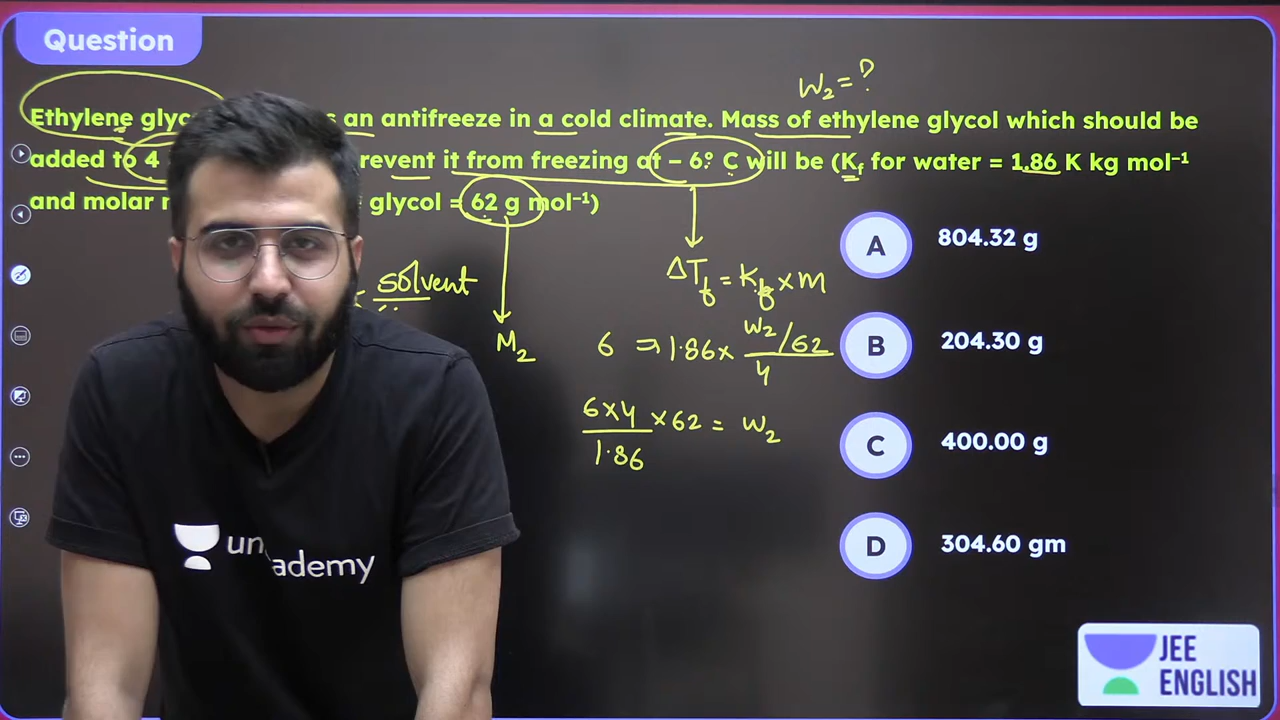 Question
W₂ = ?
Ethylene glyc s an antifreeze in a cold climate. Mass of ethylene glycol which should be
added to 4 revent it from freezing at – 6° C will be (Kf for water = 1.86 K kg mol⁻¹
and molar glycol = 62 g mol⁻¹)
A 804.32 g
solvent
ΔTf = Kf × m
M₂
6 ⇒ 1.86 × W₂/62
4
B 204.30 g
6×4 × 62 = W₂
1.86
C 400.00 g
D 304.60 gm
un ademy
JEE
ENGLISH